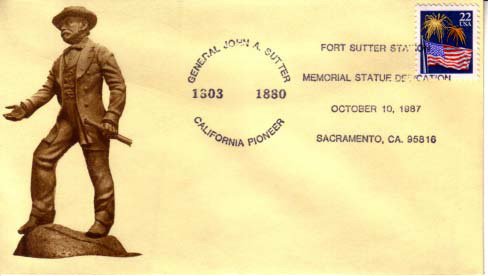 22
USA
GENERAL JOHN A. SUTTER
1803 1880
CALIFORNIA PIONEER
FORT SUTTER STATION
MEMORIAL STATUE DEDICATION
OCTOBER 10, 1987
SACRAMENTO, CA. 95816